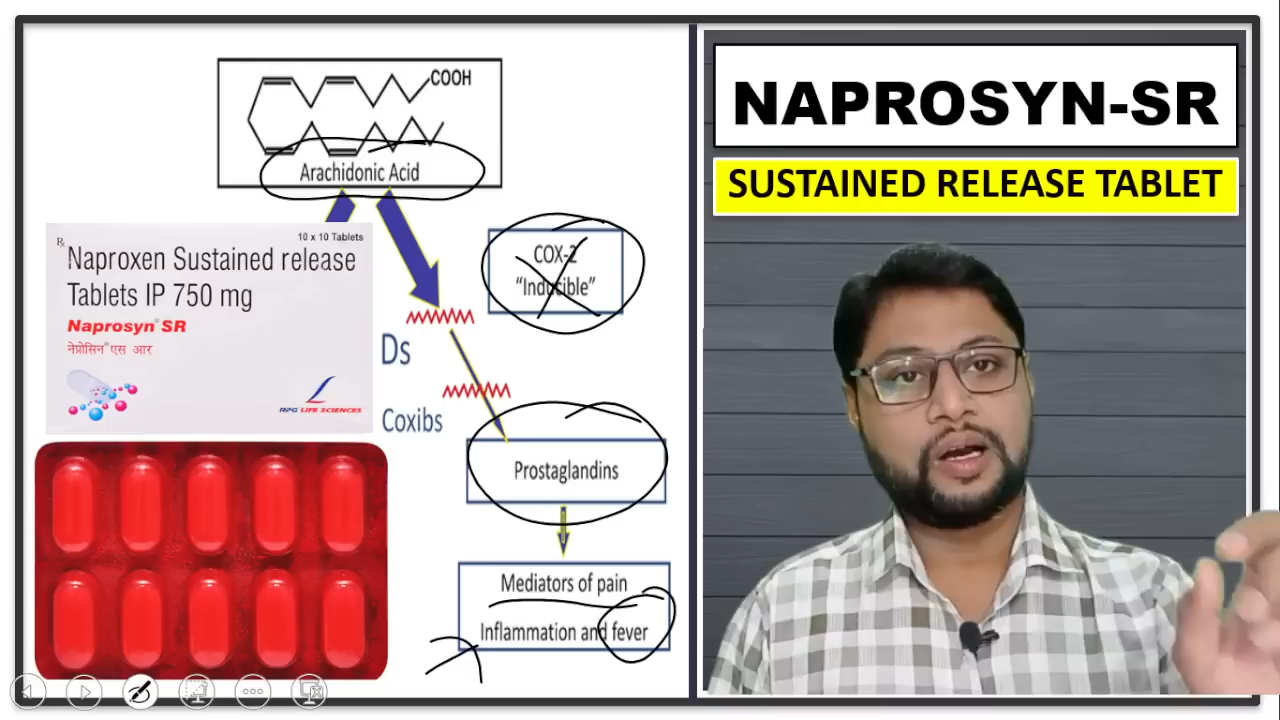 COOH
Arachidonic Acid
COX-2
"Inducible"
Ds
Coxibs
Prostaglandins
Mediators of pain
Inflammation and fever
Rx
10 x 10 Tablets
Naproxen Sustained release
Tablets IP 750 mg
Naprosyn® SR
नेप्रोसिन® एस आर
RPG LIFE SCIENCES
NAPROSYN-SR
SUSTAINED RELEASE TABLET